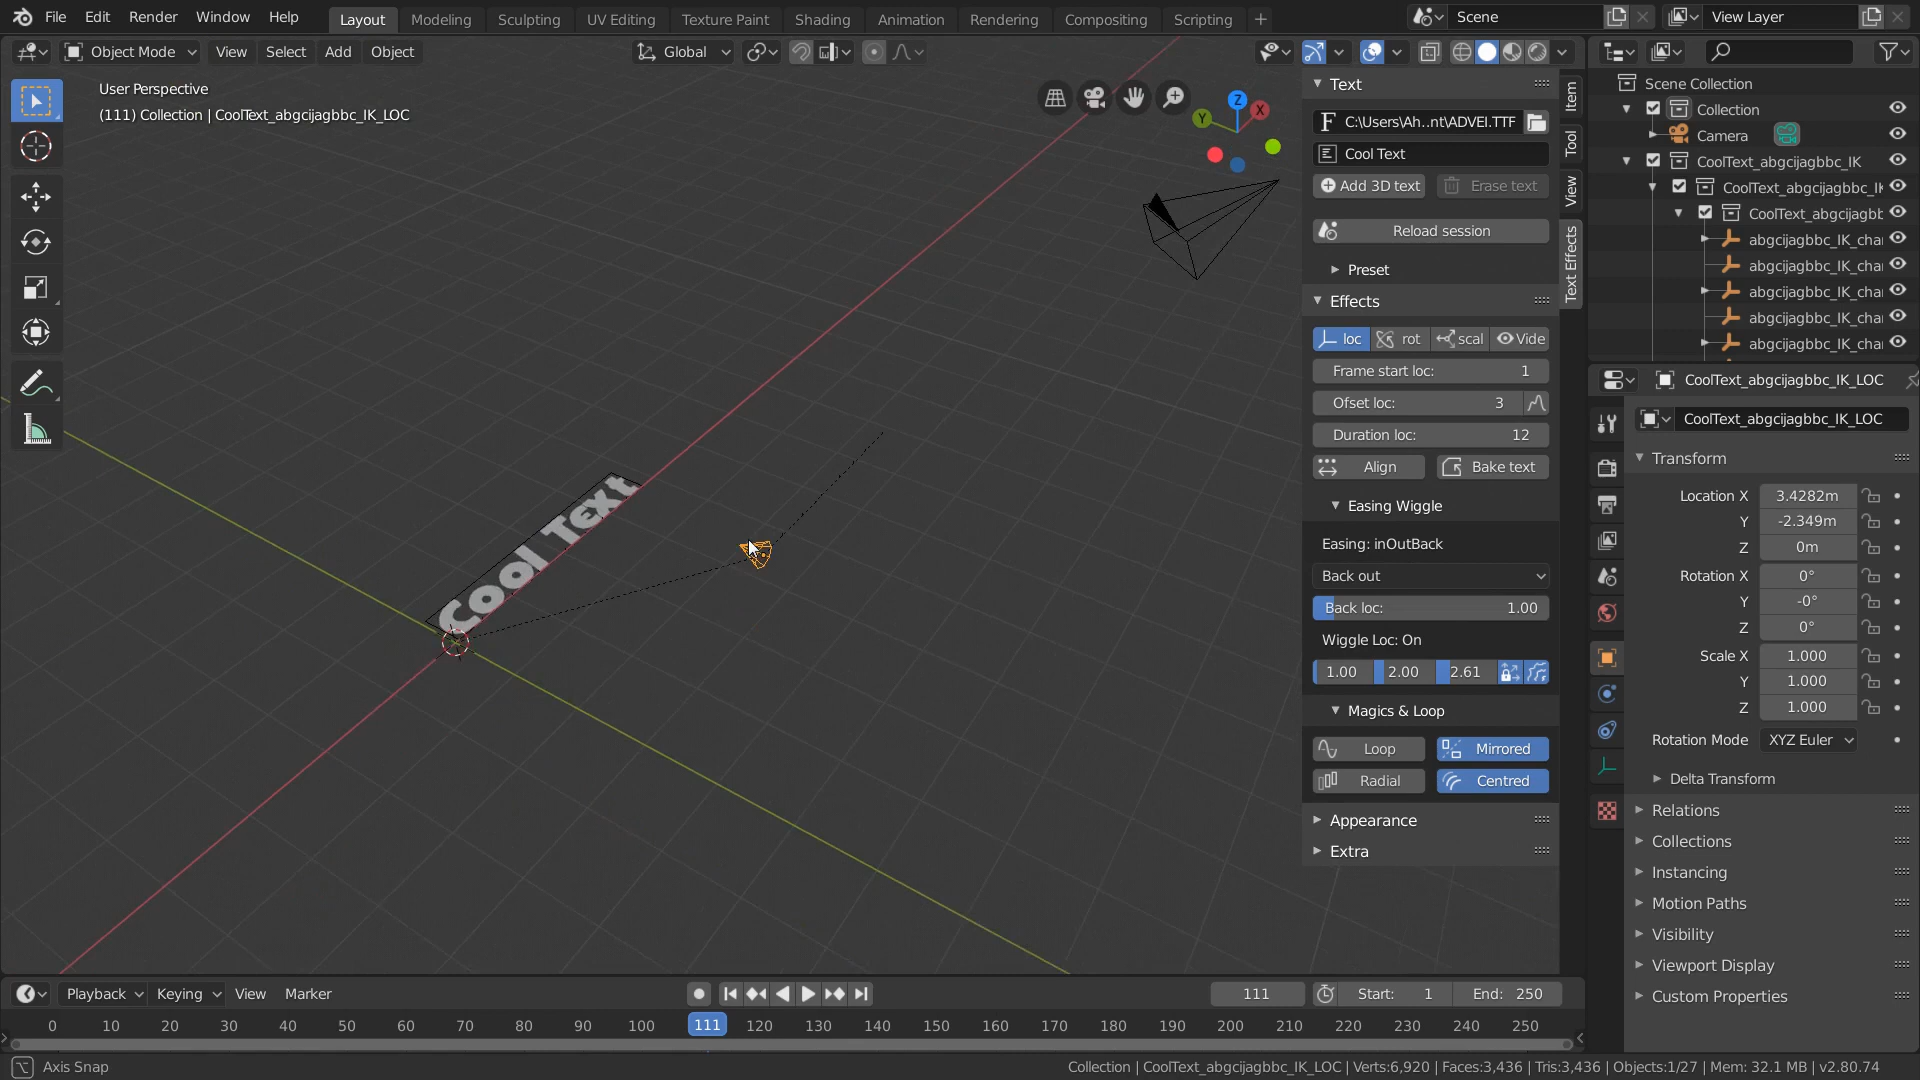 File Edit Render Window Help Layout Modeling Sculpting UV Editing Texture Paint Shading Animation Rendering Compositing Scripting + Scene View Layer
Object Mode View Select Add Object Global
User Perspective
(111) Collection | CoolText_abgcijagbbc_IK_LOC
Z
X
Y
Cool Text
Text
F C:\Users\Ah..nt\ADVEI.TTF
Cool Text
Add 3D text Erase text
Reload session
Preset
Effects
loc rot scal Vide
Frame start loc: 1
Ofset loc: 3
Duration loc: 12
Align Bake text
Easing Wiggle
Easing: inOutBack
Back out
Back loc: 1.00
Wiggle Loc: On
1.00 2.00 2.61
Magics & Loop
Loop Mirrored
Radial Centred
Appearance
Extra
Item
Tool
View
Text Effects
Scene Collection
Collection
Camera
CoolText_abgcijagbbc_IK
CoolText_abgcijagbbc_IK
CoolText_abgcijagbb
abgcijagbbc_IK_cha
abgcijagbbc_IK_cha
abgcijagbbc_IK_cha
abgcijagbbc_IK_cha
abgcijagbbc_IK_cha
CoolText_abgcijagbbc_IK_LOC
CoolText_abgcijagbbc_IK_LOC
Transform
Location X 3.4282m
Y -2.349m
Z 0m
Rotation X 0°
Y -0°
Z 0°
Scale X 1.000
Y 1.000
Z 1.000
Rotation Mode XYZ Euler
Delta Transform
Relations
Collections
Instancing
Motion Paths
Visibility
Viewport Display
Custom Properties
Playback Keying View Marker 111 Start: 1 End: 250
0 10 20 30 40 50 60 70 80 90 100 111 120 130 140 150 160 170 180 190 200 210 220 230 240 250
Axis Snap Collection | CoolText_abgcijagbbc_IK_LOC | Verts:6,920 | Faces:3,436 | Tris:3,436 | Objects:1/27 | Mem: 32.1 MB | v2.80.74